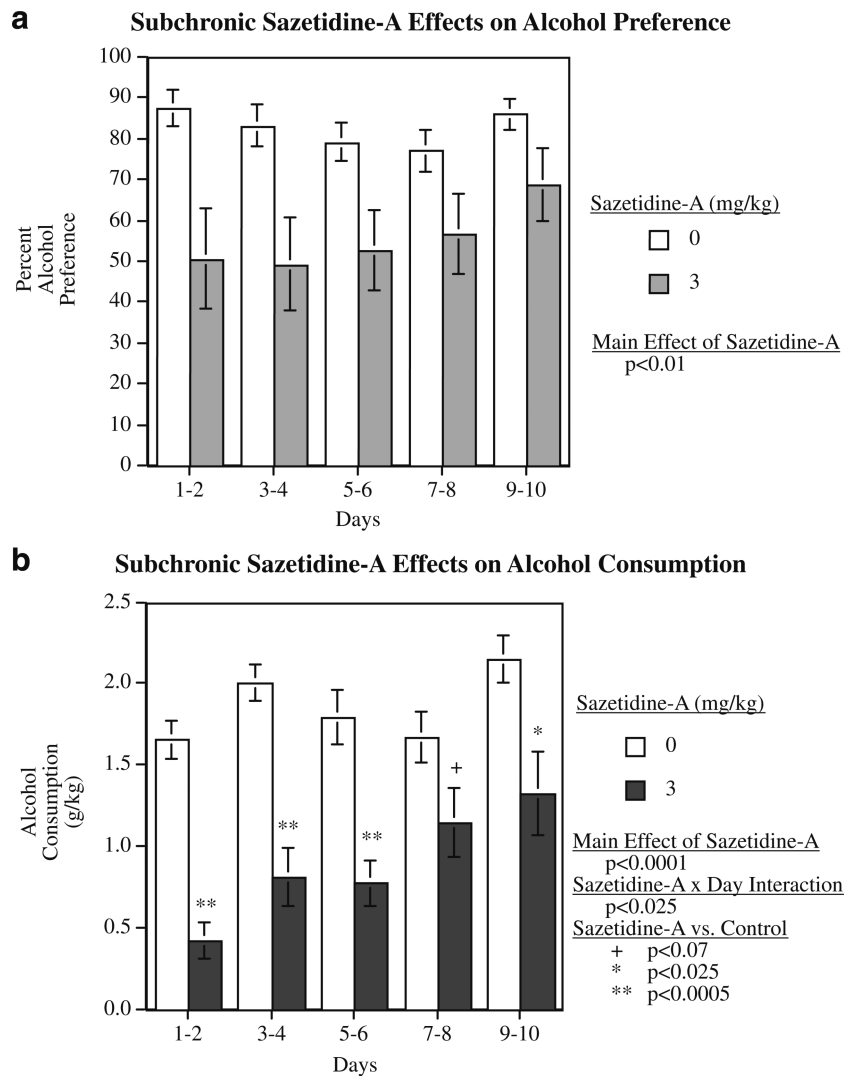 a
Subchronic Sazetidine-A Effects on Alcohol Preference
100
90
80
70
60
50
40
30
20
10
0
Percent
Alcohol
Preference
1-2 3-4 5-6 7-8 9-10
Days
Sazetidine-A (mg/kg)
0
3
Main Effect of Sazetidine-A
p<0.01
b
Subchronic Sazetidine-A Effects on Alcohol Consumption
2.5
2.0
1.5
1.0
0.5
0.0
Alcohol
Consumption
(g/kg)
**
**
**
+
*
1-2 3-4 5-6 7-8 9-10
Days
Sazetidine-A (mg/kg)
0
3
Main Effect of Sazetidine-A
p<0.0001
Sazetidine-A x Day Interaction
p<0.025
Sazetidine-A vs. Control
+ p<0.07
* p<0.025
** p<0.0005